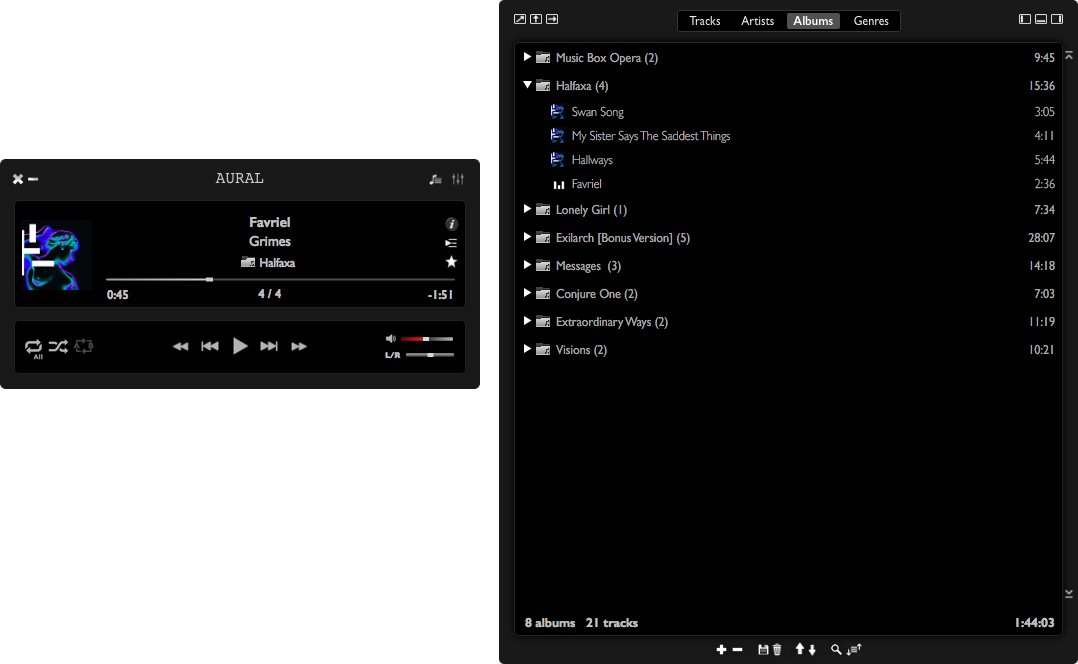 AURAL
Favriel
Grimes
Halfaxa
0:45 4 / 4 -1:51
All
A B
L/R
Tracks Artists Albums Genres
Music Box Opera (2) 9:45
Halfaxa (4) 15:36
Swan Song 3:05
My Sister Says The Saddest Things 4:11
Hallways 5:44
Favriel 2:36
Lonely Girl (1) 7:34
Exilarch [Bonus Version] (5) 28:07
Messages (3) 14:18
Conjure One (2) 7:03
Extraordinary Ways (2) 11:19
Visions (2) 10:21
8 albums 21 tracks 1:44:03